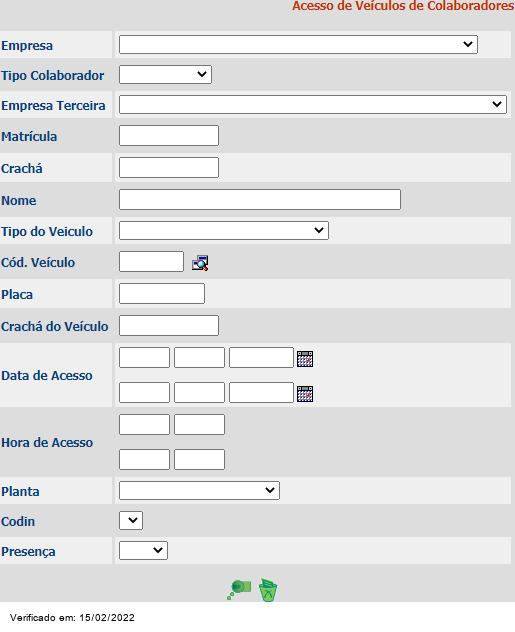 Acesso de Veículos de Colaboradores
Empresa
Tipo Colaborador
Empresa Terceira
Matrícula
Crachá
Nome
Tipo do Veiculo
Cód. Veículo
Placa
Crachá do Veículo
Data de Acesso
Hora de Acesso
Planta
Codin
Presença
Verificado em: 15/02/2022